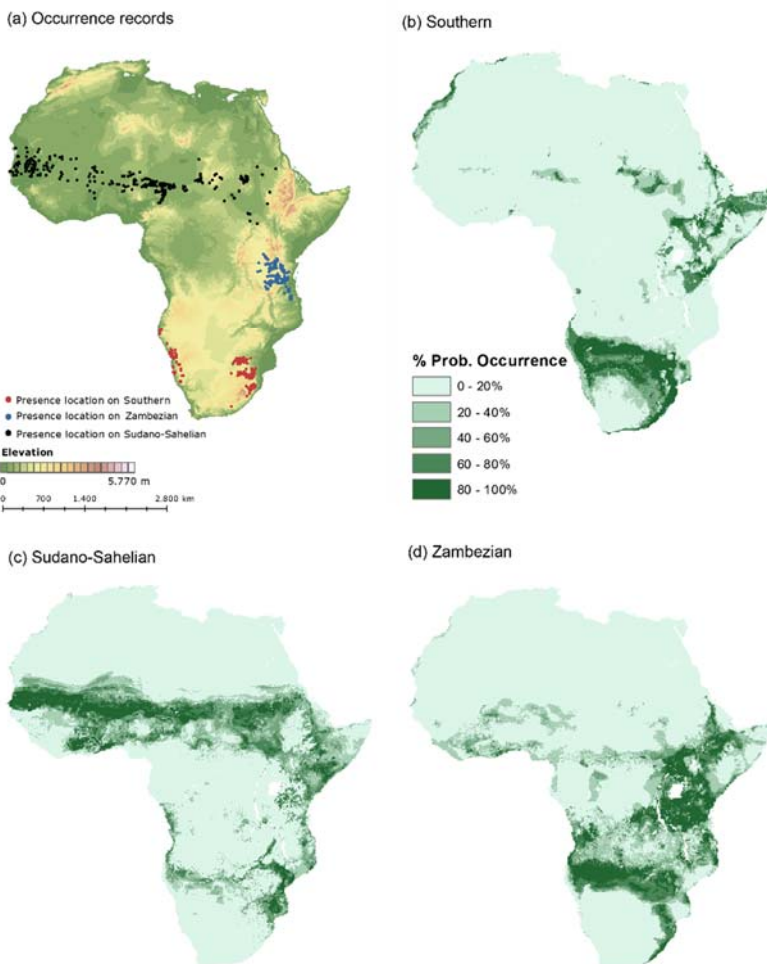 (a) Occurrence records
Presence location on Southern
Presence location on Zambezian
Presence location on Sudano-Sahelian
Elevation
0 5.770 m
0 700 1.400 2.800 km
(b) Southern
% Prob. Occurrence
0 - 20%
20 - 40%
40 - 60%
60 - 80%
80 - 100%
(c) Sudano-Sahelian
(d) Zambezian